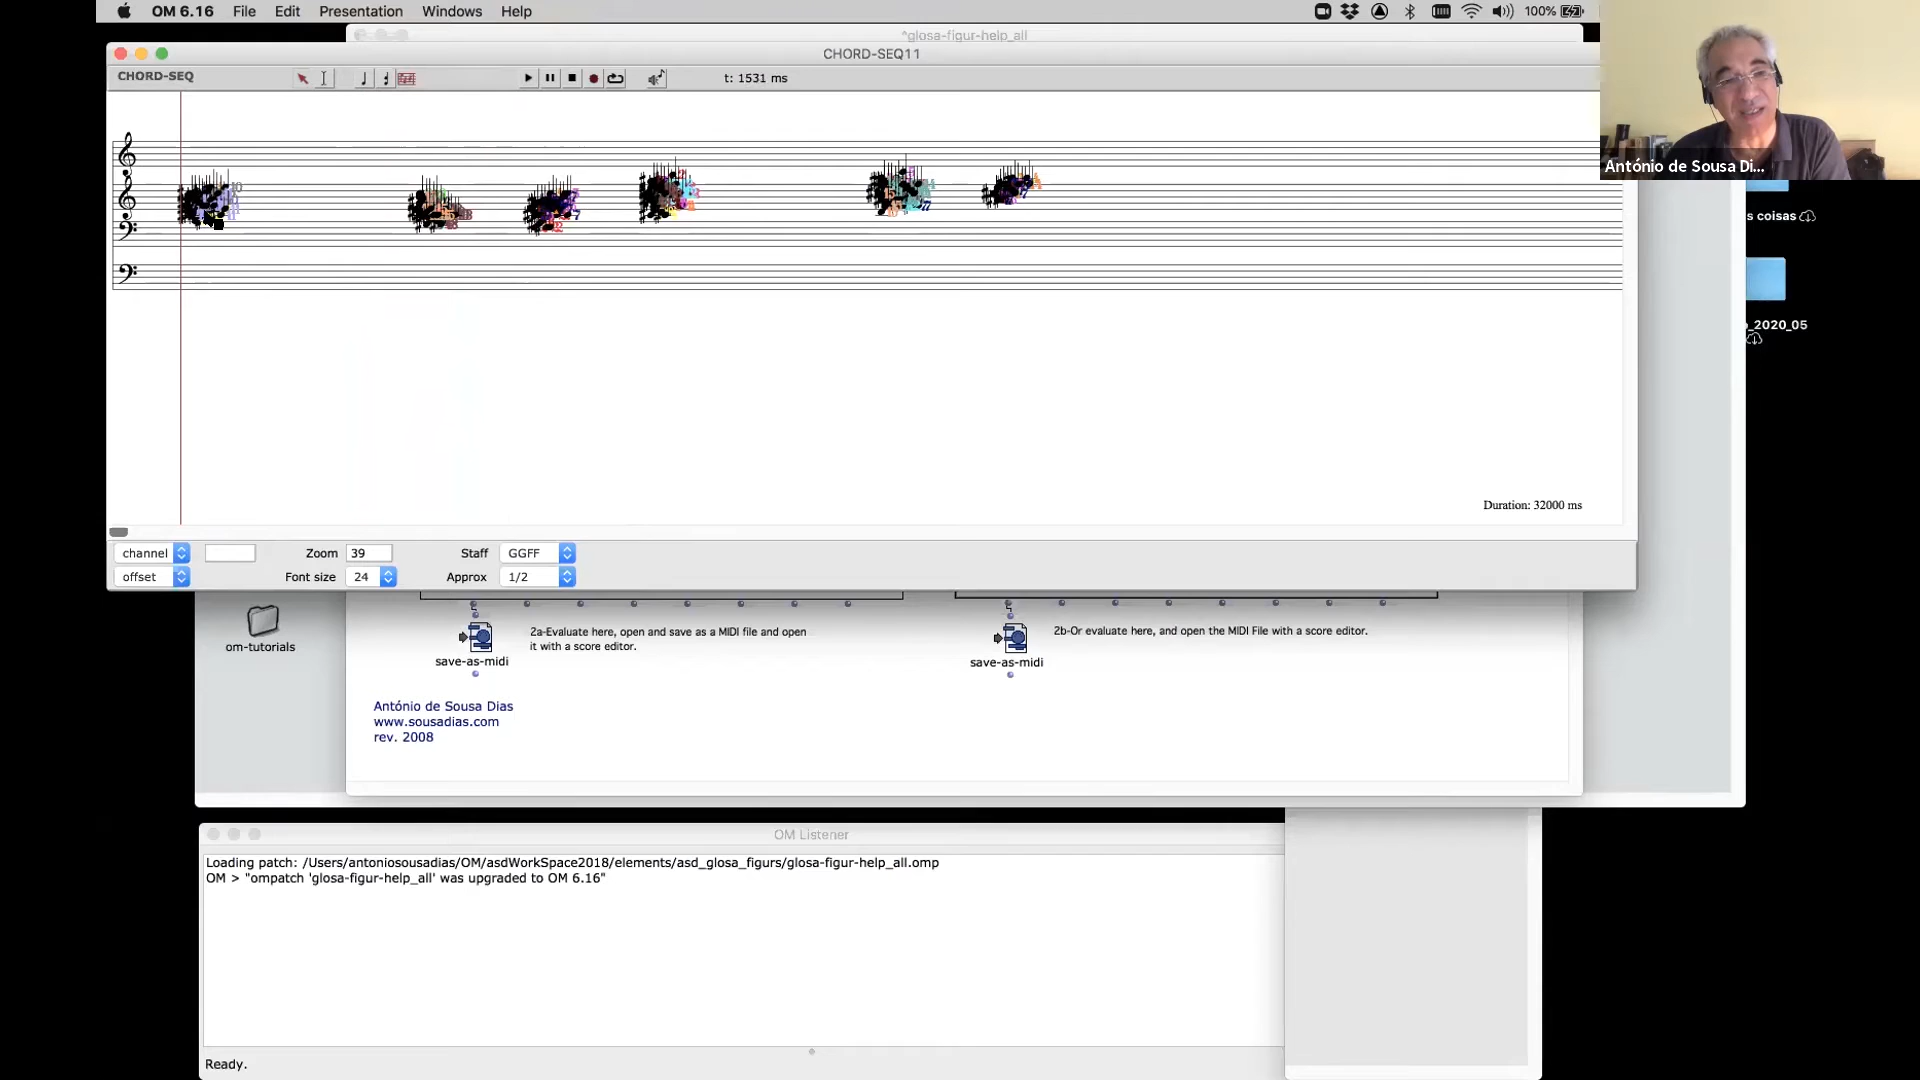 OM 6.16 File Edit Presentation Windows Help 100%
^glosa-figur-help_all
CHORD-SEQ11
CHORD-SEQ t: 1531 ms
António de Sousa Di...
s coisas
_2020_05
Duration: 32000 ms
channel Zoom 39 Staff GGFF
offset Font size 24 Approx 1/2
om-tutorials
2a-Evaluate here, open and save as a MIDI file and open
it with a score editor.
save-as-midi
2b-Or evaluate here, and open the MIDI File with a score editor.
save-as-midi
António de Sousa Dias
www.sousadias.com
rev. 2008
OM Listener
Loading patch: /Users/antoniosousadias/OM/asdWorkSpace2018/elements/asd_glosa_figurs/glosa-figur-help_all.omp
OM > "ompatch 'glosa-figur-help_all' was upgraded to OM 6.16"
Ready.